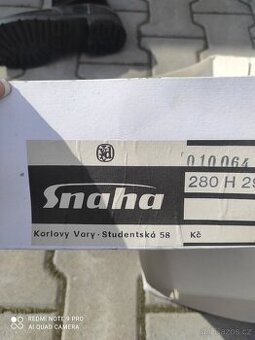 010064
280 H 29
Snaha
Karlovy Vary - Studentská 58
Kč
REDMI NOTE 9 PRO
AI QUAD CAMERA